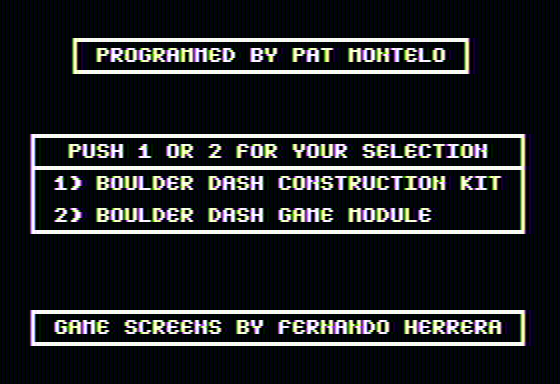 PROGRAMMED BY PAT MONTELO
PUSH 1 OR 2 FOR YOUR SELECTION
1) BOULDER DASH CONSTRUCTION KIT
2) BOULDER DASH GAME MODULE
GAME SCREENS BY FERNANDO HERRERA